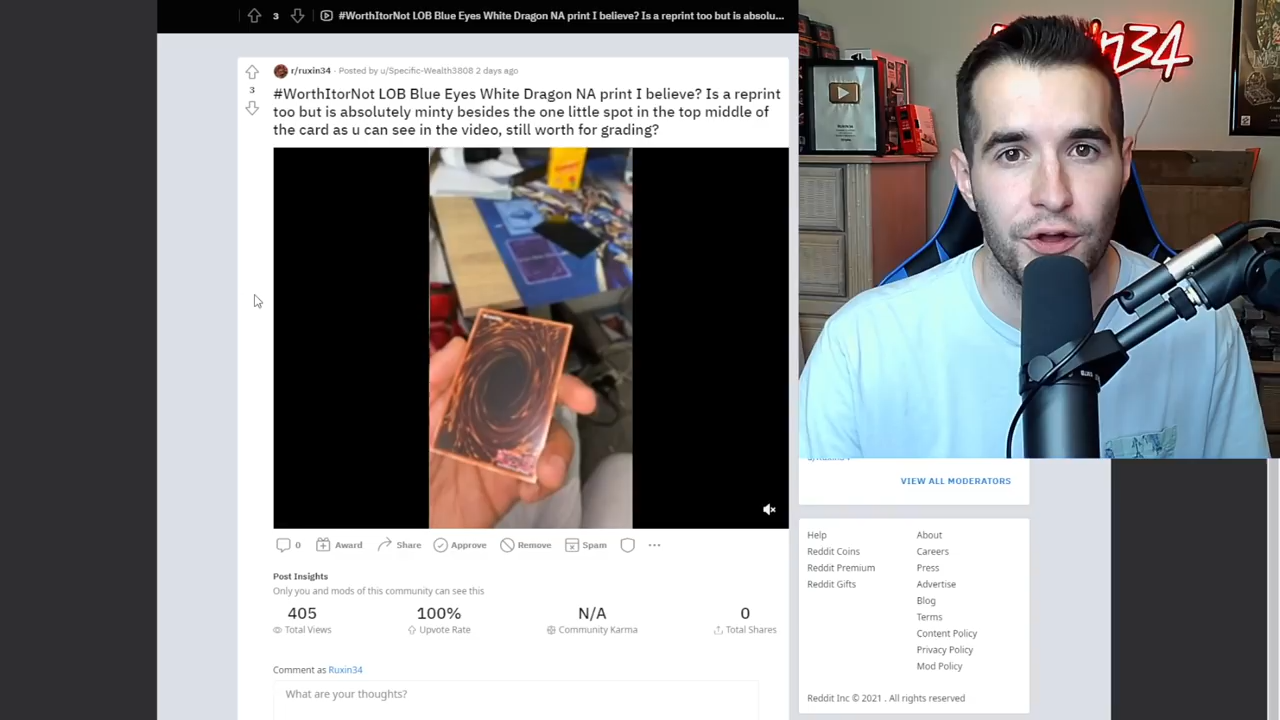 3
#WorthItorNot LOB Blue Eyes White Dragon NA print I believe? Is a reprint too but is absolu...
r/ruxin34 · Posted by u/Specific-Wealth3808 2 days ago
3
#WorthItorNot LOB Blue Eyes White Dragon NA print I believe? Is a reprint
too but is absolutely minty besides the one little spot in the top middle of
the card as u can see in the video, still worth for grading?
0
Award
Share
Approve
Remove
Spam
Post Insights
Only you and mods of this community can see this
405
100%
N/A
0
Total Views
Upvote Rate
Community Karma
Total Shares
Comment as Ruxin34
What are your thoughts?
VIEW ALL MODERATORS
Help
About
Reddit Coins
Careers
Reddit Premium
Press
Reddit Gifts
Advertise
Blog
Terms
Content Policy
Privacy Policy
Mod Policy
Reddit Inc © 2021 . All rights reserved